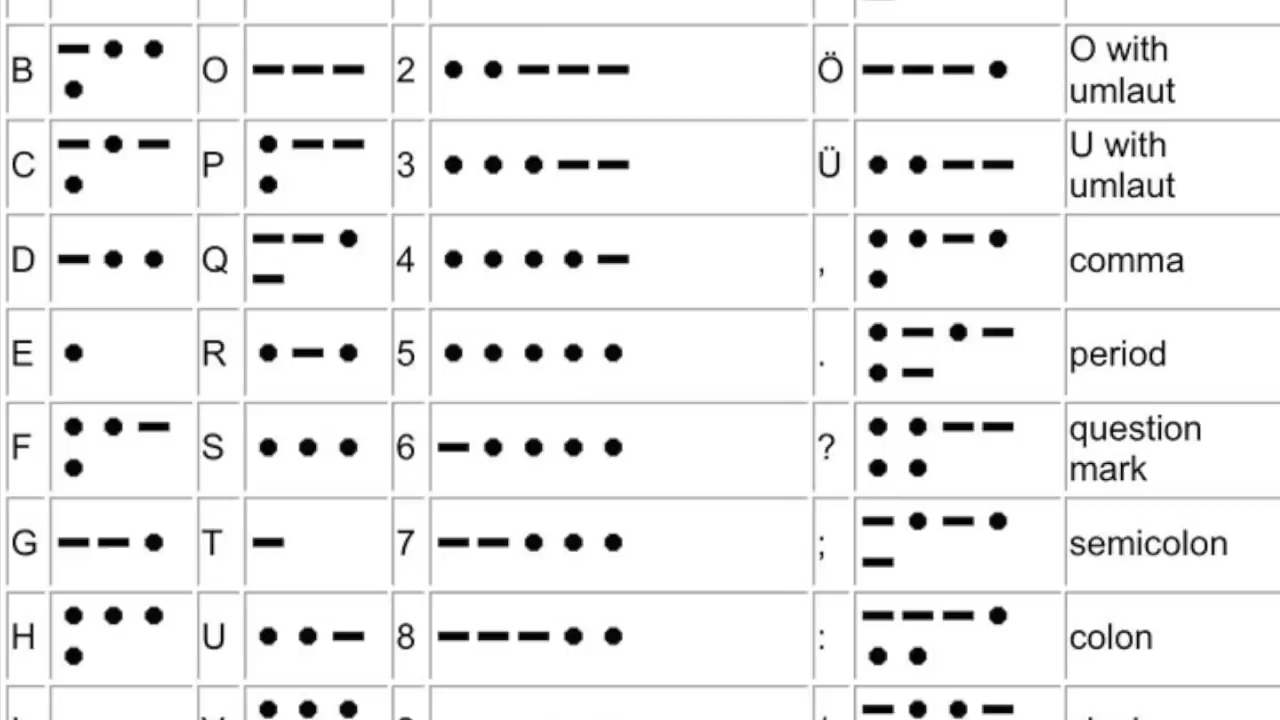 B — • • • O — — — 2 • • — — — Ö — — — • O with umlaut
C — • — • P • — — • 3 • • • — — Ü • • — — U with umlaut
D — • • Q — — • — 4 • • • • — , • • — • • comma
E • R • — • 5 • • • • • . • — • — • — period
F • • — • S • • • 6 — • • • • ? • • — — • • question mark
G — — • T — 7 — — • • • ; — • — • — semicolon
H • • • • U • • — 8 — — — • • : — — — • • • colon
• • • — • • —